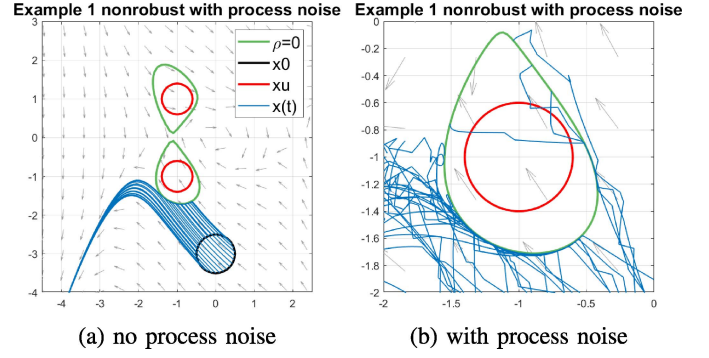 Example 1 nonrobust with process noise
3
2
1
0
-1
-2
-3
-4
-4 -3 -2 -1 0 1 2
ρ=0
x0
xu
x(t)
(a) no process noise
Example 1 nonrobust with process noise
0
-0.2
-0.4
-0.6
-0.8
-1
-1.2
-1.4
-1.6
-1.8
-2
-2 -1.5 -1 -0.5 0
(b) with process noise